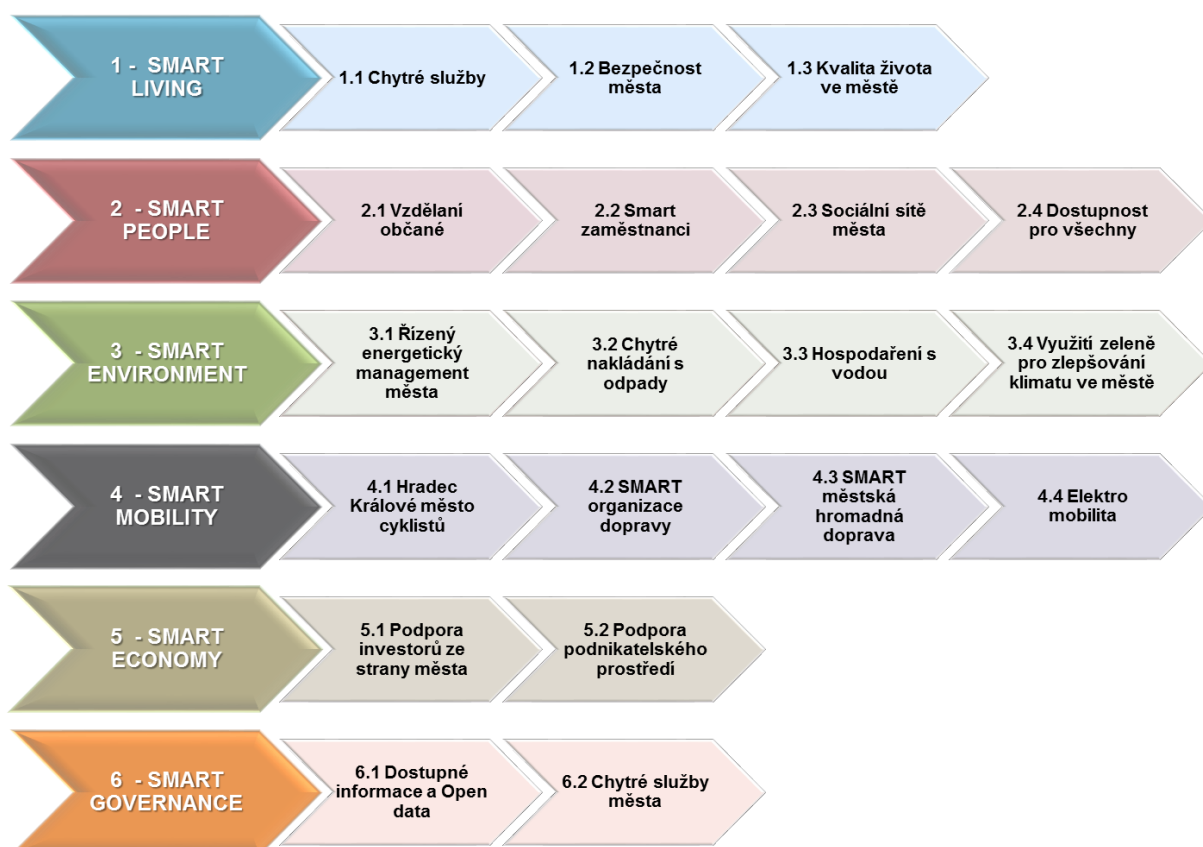 1 - SMART
LIVING
1.1 Chytré služby
1.2 Bezpečnost
města
1.3 Kvalita života
ve městě
2 - SMART
PEOPLE
2.1 Vzdělaní
občané
2.2 Smart
zaměstnanci
2.3 Sociální sítě
města
2.4 Dostupnost
pro všechny
3 - SMART
ENVIRONMENT
3.1 Řízený
energetický
management
města
3.2 Chytré
nakládání s
odpady
3.3 Hospodaření s
vodou
3.4 Využití zeleně
pro zlepšování
klimatu ve městě
4 - SMART
MOBILITY
4.1 Hradec
Králové město
cyklistů
4.2 SMART
organizace
dopravy
4.3 SMART
městská
hromadná
doprava
4.4 Elektro
mobilita
5 - SMART
ECONOMY
5.1 Podpora
investorů ze
strany města
5.2 Podpora
podnikatelského
prostředí
6 - SMART
GOVERNANCE
6.1 Dostupné
informace a Open
data
6.2 Chytré služby
města